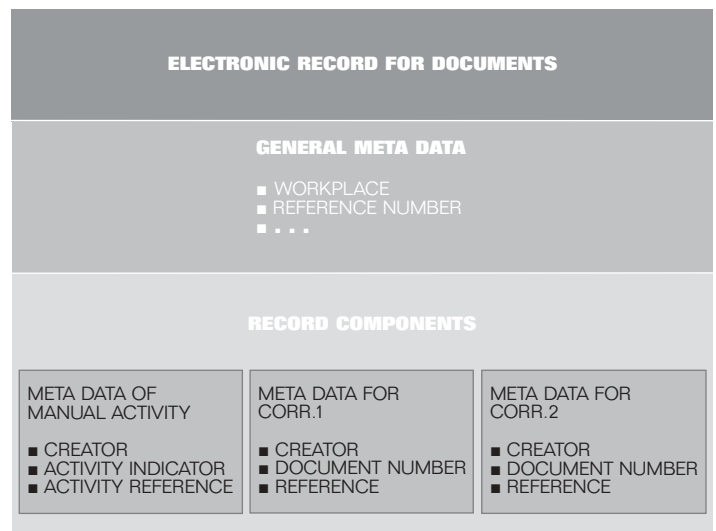 ELECTRONIC RECORD FOR DOCUMENTS
GENERAL META DATA
■ WORKPLACE
■ REFERENCE NUMBER
■ . . .
RECORD COMPONENTS
META DATA OF
MANUAL ACTIVITY
■ CREATOR
■ ACTIVITY INDICATOR
■ ACTIVITY REFERENCE
META DATA FOR
CORR.1
■ CREATOR
■ DOCUMENT NUMBER
■ REFERENCE
META DATA FOR
CORR.2
■ CREATOR
■ DOCUMENT NUMBER
■ REFERENCE